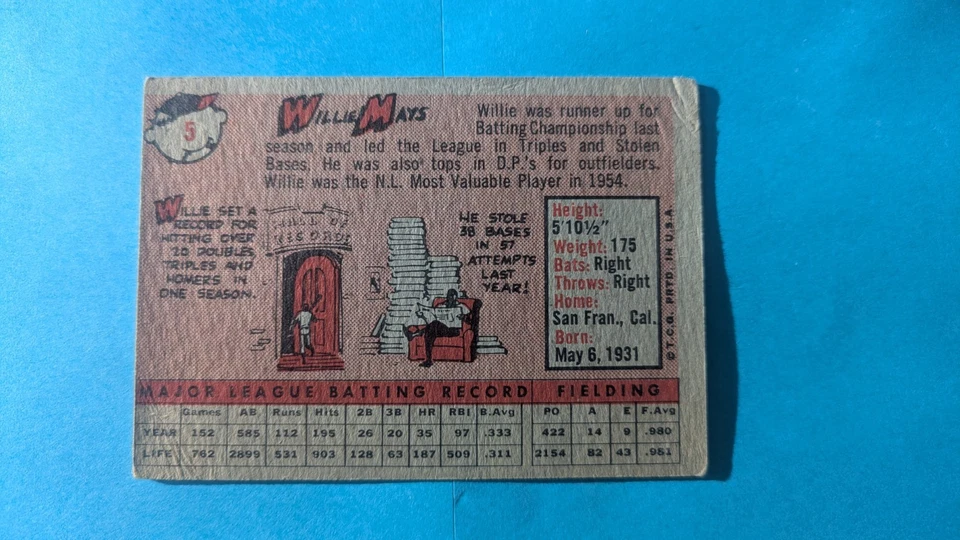 5
WILLIE MAYS
Willie was runner up for
Batting Championship last
season and led the League in Triples and Stolen
Bases. He was also tops in D.P.'s for outfielders.
Willie was the N.L. Most Valuable Player in 1954.
WILLIE SET A
RECORD FOR
HITTING OVER
20 DOUBLES,
TRIPLES AND
HOMERS IN
ONE SEASON.
HE STOLE
38 BASES
IN 57
ATTEMPTS
LAST
YEAR!
Height:
5'10½"
Weight: 175
Bats: Right
Throws: Right
Home:
San Fran., Cal.
Born:
May 6, 1931
© T.C.G. PRTD. IN U.S.A.
MAJOR LEAGUE BATTING RECORD FIELDING
Games AB Runs Hits 2B 3B HR RBI B.Avg PO A E F.Avg
YEAR 152 585 112 195 26 20 35 97 .333 422 14 9 .980
LIFE 762 2899 531 903 128 63 187 509 .311 2154 82 43 .981